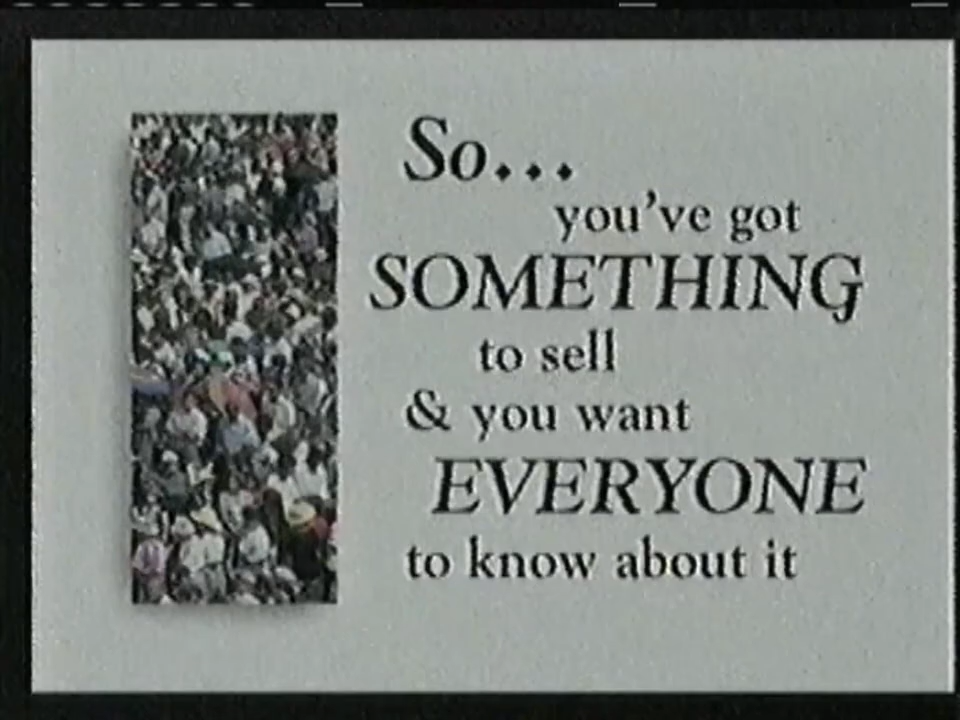 So...
you've got
SOMETHING
to sell
& you want
EVERYONE
to know about it